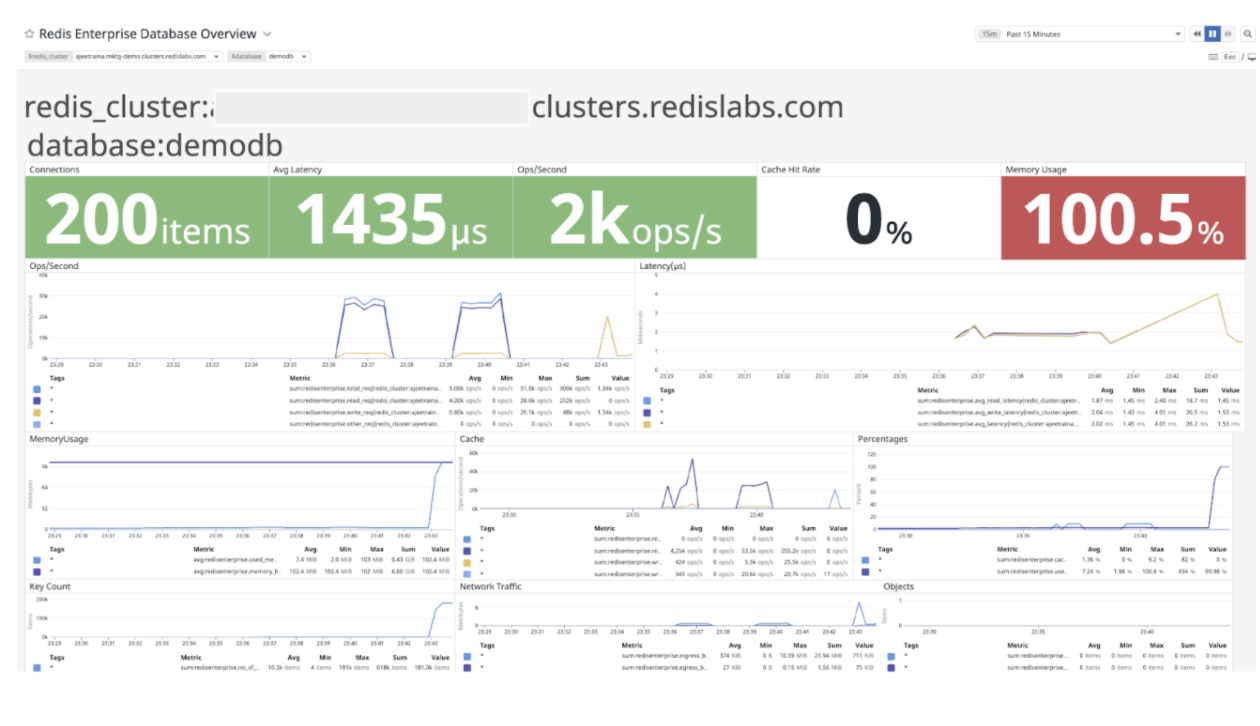 Redis Enterprise Database Overview
15m Past 15 Minutes
$redis_cluster ajeetraina.mktg-demo.clusters.redislabs.com $database demodb
Esc /
redis_cluster: clusters.redislabs.com
database:demodb
Connections Avg Latency Ops/Second Cache Hit Rate Memory Usage
200items 1435µs 2kops/s 0% 100.5%
Ops/Second
40k
30k
20k
10k
0k
Operations/second
23:29 23:30 23:31 23:32 23:33 23:34 23:35 23:36 23:37 23:38 23:39 23:40 23:41 23:42 23:43
Tags Metric Avg Min Max Sum Value
* sum:redisenterprise.total_req{redis_cluster:ajeetraina... 5.00k ops/s 0 ops/s 31.5k ops/s 300k ops/s 1.34k ops/s
* sum:redisenterprise.read_req{redis_cluster:ajeetraina... 4.20k ops/s 0 ops/s 28.6k ops/s 252k ops/s 0 ops/s
* sum:redisenterprise.write_req{redis_cluster:ajeetrain... 0.80k ops/s 0 ops/s 20.1k ops/s 48k ops/s 1.34k ops/s
sum:redisenterprise.other_req{redis_cluster:ajeetrain... 0 ops/s 0 ops/s 0 ops/s 0 ops/s 0 ops/s
Latency(µs)
5
4
3
2
1
Milliseconds
23:29 23:30 23:31 23:32 23:33 23:34 23:35 23:36 23:37 23:38 23:39 23:40 23:41 23:42 23:43
Tags Metric Avg Min Max Sum Value
* sum:redisenterprise.avg_read_latency{redis_cluster:ajeetr... 1.87 ms 1.45 ms 2.40 ms 18.7 ms 1.45 ms
* sum:redisenterprise.avg_write_latency{redis_cluster:ajeetr... 2.04 ms 1.43 ms 4.01 ms 26.5 ms 1.53 ms
* sum:redisenterprise.avg_latency{redis_cluster:ajeetraina... 2.02 ms 1.45 ms 4.01 ms 26.2 ms 1.53 ms
MemoryUsage
96
64
32
0
Mebibytes
23:29 23:30 23:31 23:32 23:33 23:34 23:35 23:36 23:37 23:38 23:39 23:40 23:41 23:42 23:43
Tags Metric Avg Min Max Sum Value
* avg:redisenterprise.used_me... 7.4 MiB 2.0 MiB 103 MiB 0.43 GiB 102.4 MiB
* avg:redisenterprise.memory_li... 102.4 MiB 102.4 MiB 102 MiB 6.00 GiB 102.4 MiB
Cache
60k
40k
20k
0k
Operations/second
23:30 23:35 23:40
Tags Metric Avg Min Max Sum Value
* sum:redisenterprise.re... 0 ops/s 0 ops/s 0 ops/s 0 ops/s 0 ops/s
* sum:redisenterprise.re... 4,254 ops/s 0 ops/s 53.5k ops/s 255.2k ops/s 0 ops/s
* sum:redisenterprise.wr... 424 ops/s 0 ops/s 5.3k ops/s 25.5k ops/s 0 ops/s
* sum:redisenterprise.wr... 345 ops/s 0 ops/s 20.6k ops/s 20.7k ops/s 17 ops/s
Percentages
120
100
80
60
40
20
0
Percent
23:30 23:35 23:40
Tags Metric Avg Min Max Sum Value
* sum:redisenterprise.cac... 1.36 % 0 % 9.2 % 82 % 0 %
* sum:redisenterprise.use... 7.24 % 1.98 % 100.4 % 434 % 99.98 %
Key Count
200k
100k
0k
Items
23:29 23:30 23:31 23:32 23:33 23:34 23:35 23:36 23:37 23:38 23:39 23:40 23:41 23:42 23:43
Tags Metric Avg Min Max Sum Value
* sum:redisenterprise.no_of_... 10.3k items 4 items 181k items 618k items 181.0k items
Network Traffic
8
0
Mebibytes
23:29 23:30 23:31 23:32 23:33 23:34 23:35 23:36 23:37 23:38 23:39 23:40 23:41 23:42 23:43
Tags Metric Avg Min Max Sum Value
* sum:redisenterprise.ingress_b... 374 KiB 0 B 10.39 MiB 21.94 MiB 711 KiB
* sum:redisenterprise.egress_b... 27 KiB 0 B 0.15 MiB 1.56 MiB 75 KiB
Objects
1
0
Items
23:30 23:35 23:40
Tags Metric Avg Min Max Sum Value
* sum:redisenterprise... 0 items 0 items 0 items 0 items 0 items
* sum:redisenterprise... 0 items 0 items 0 items 0 items 0 items